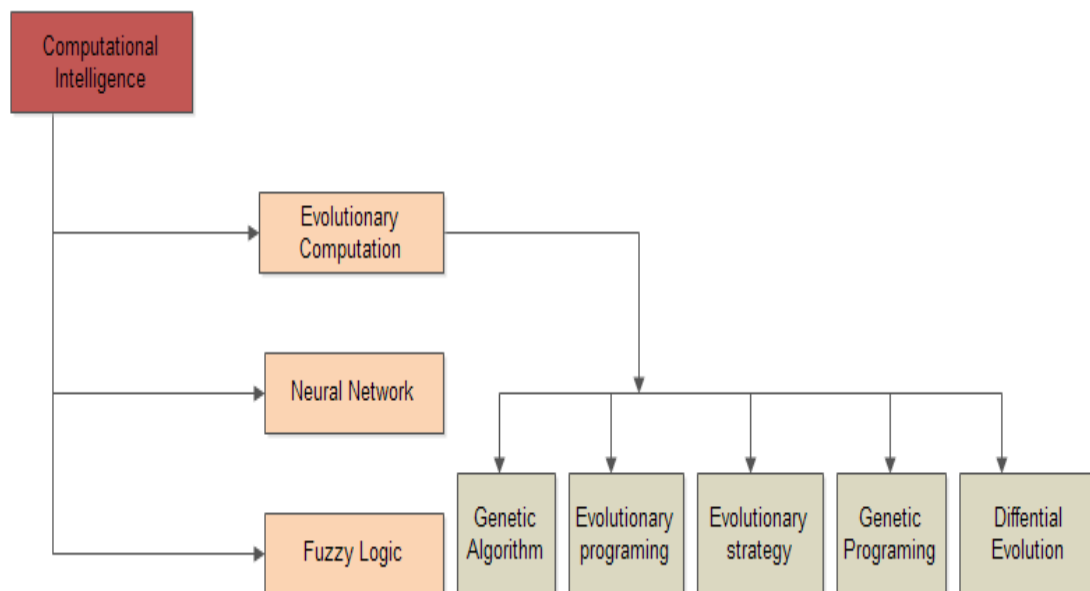 Computational
Intelligence
Evolutionary
Computation
Neural Network
Fuzzy Logic
Genetic
Algorithm
Evolutionary
programing
Evolutionary
strategy
Genetic
Programing
Diffential
Evolution